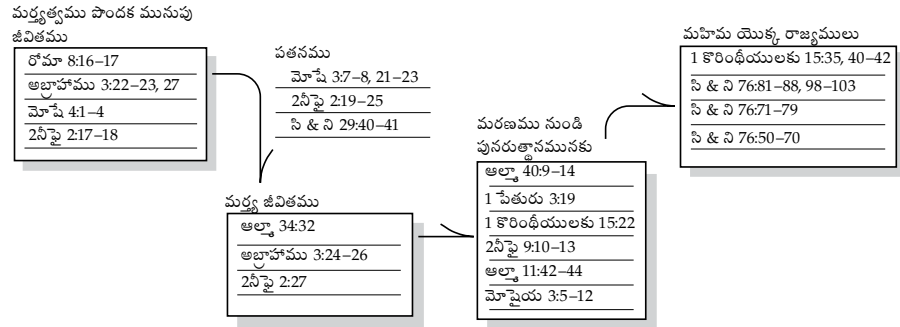 మర్త్యత్వము పొందక మునుపు
జీవితము
రోమా 8:16–17
అబ్రాహాము 3:22–23, 27
మోషే 4:1–4
2నీఫై 2:17–18
పతనము
మోషే 3:7–8, 21–23
2నీఫై 2:19–25
సి & ని 29:40–41
మర్త్య జీవితము
ఆల్మా 34:32
అబ్రాహాము 3:24–26
2నీఫై 2:27
మరణము నుండి
పునరుత్థానమునకు
ఆల్మా 40:9–14
1 పేతురు 3:19
1 కొరింథీయులకు 15:22
2నీఫై 9:10–13
ఆల్మా 11:42–44
మోషైయ 3:5–12
మహిమ యొక్క రాజ్యములు
1 కొరింథీయులకు 15:35, 40–42
సి & ని 76:81–88, 98–103
సి & ని 76:71–79
సి & ని 76:50–70